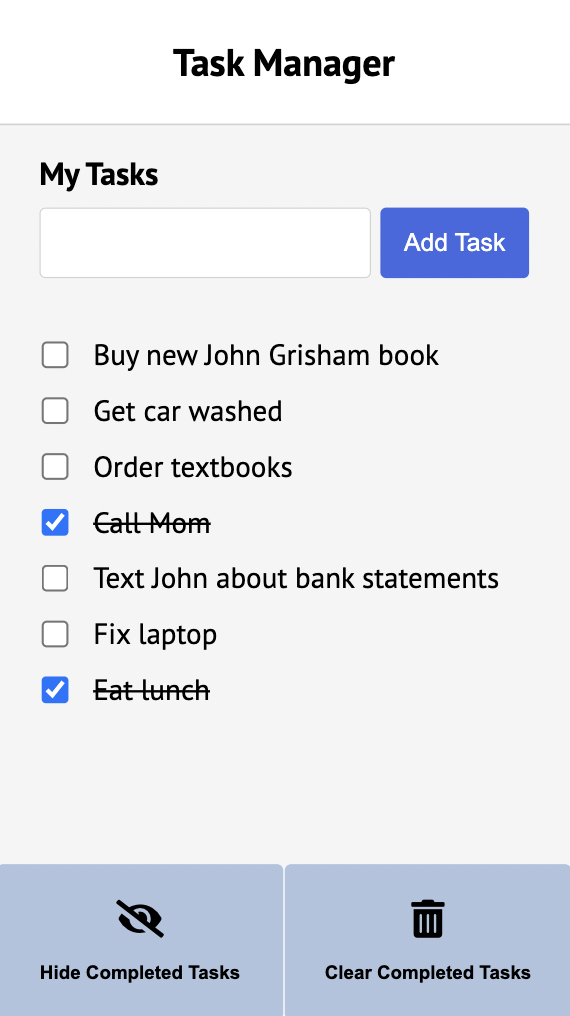 Task Manager
My Tasks
Add Task
Buy new John Grisham book
Get car washed
Order textbooks
Call Mom
Text John about bank statements
Fix laptop
Eat lunch
Hide Completed Tasks
Clear Completed Tasks